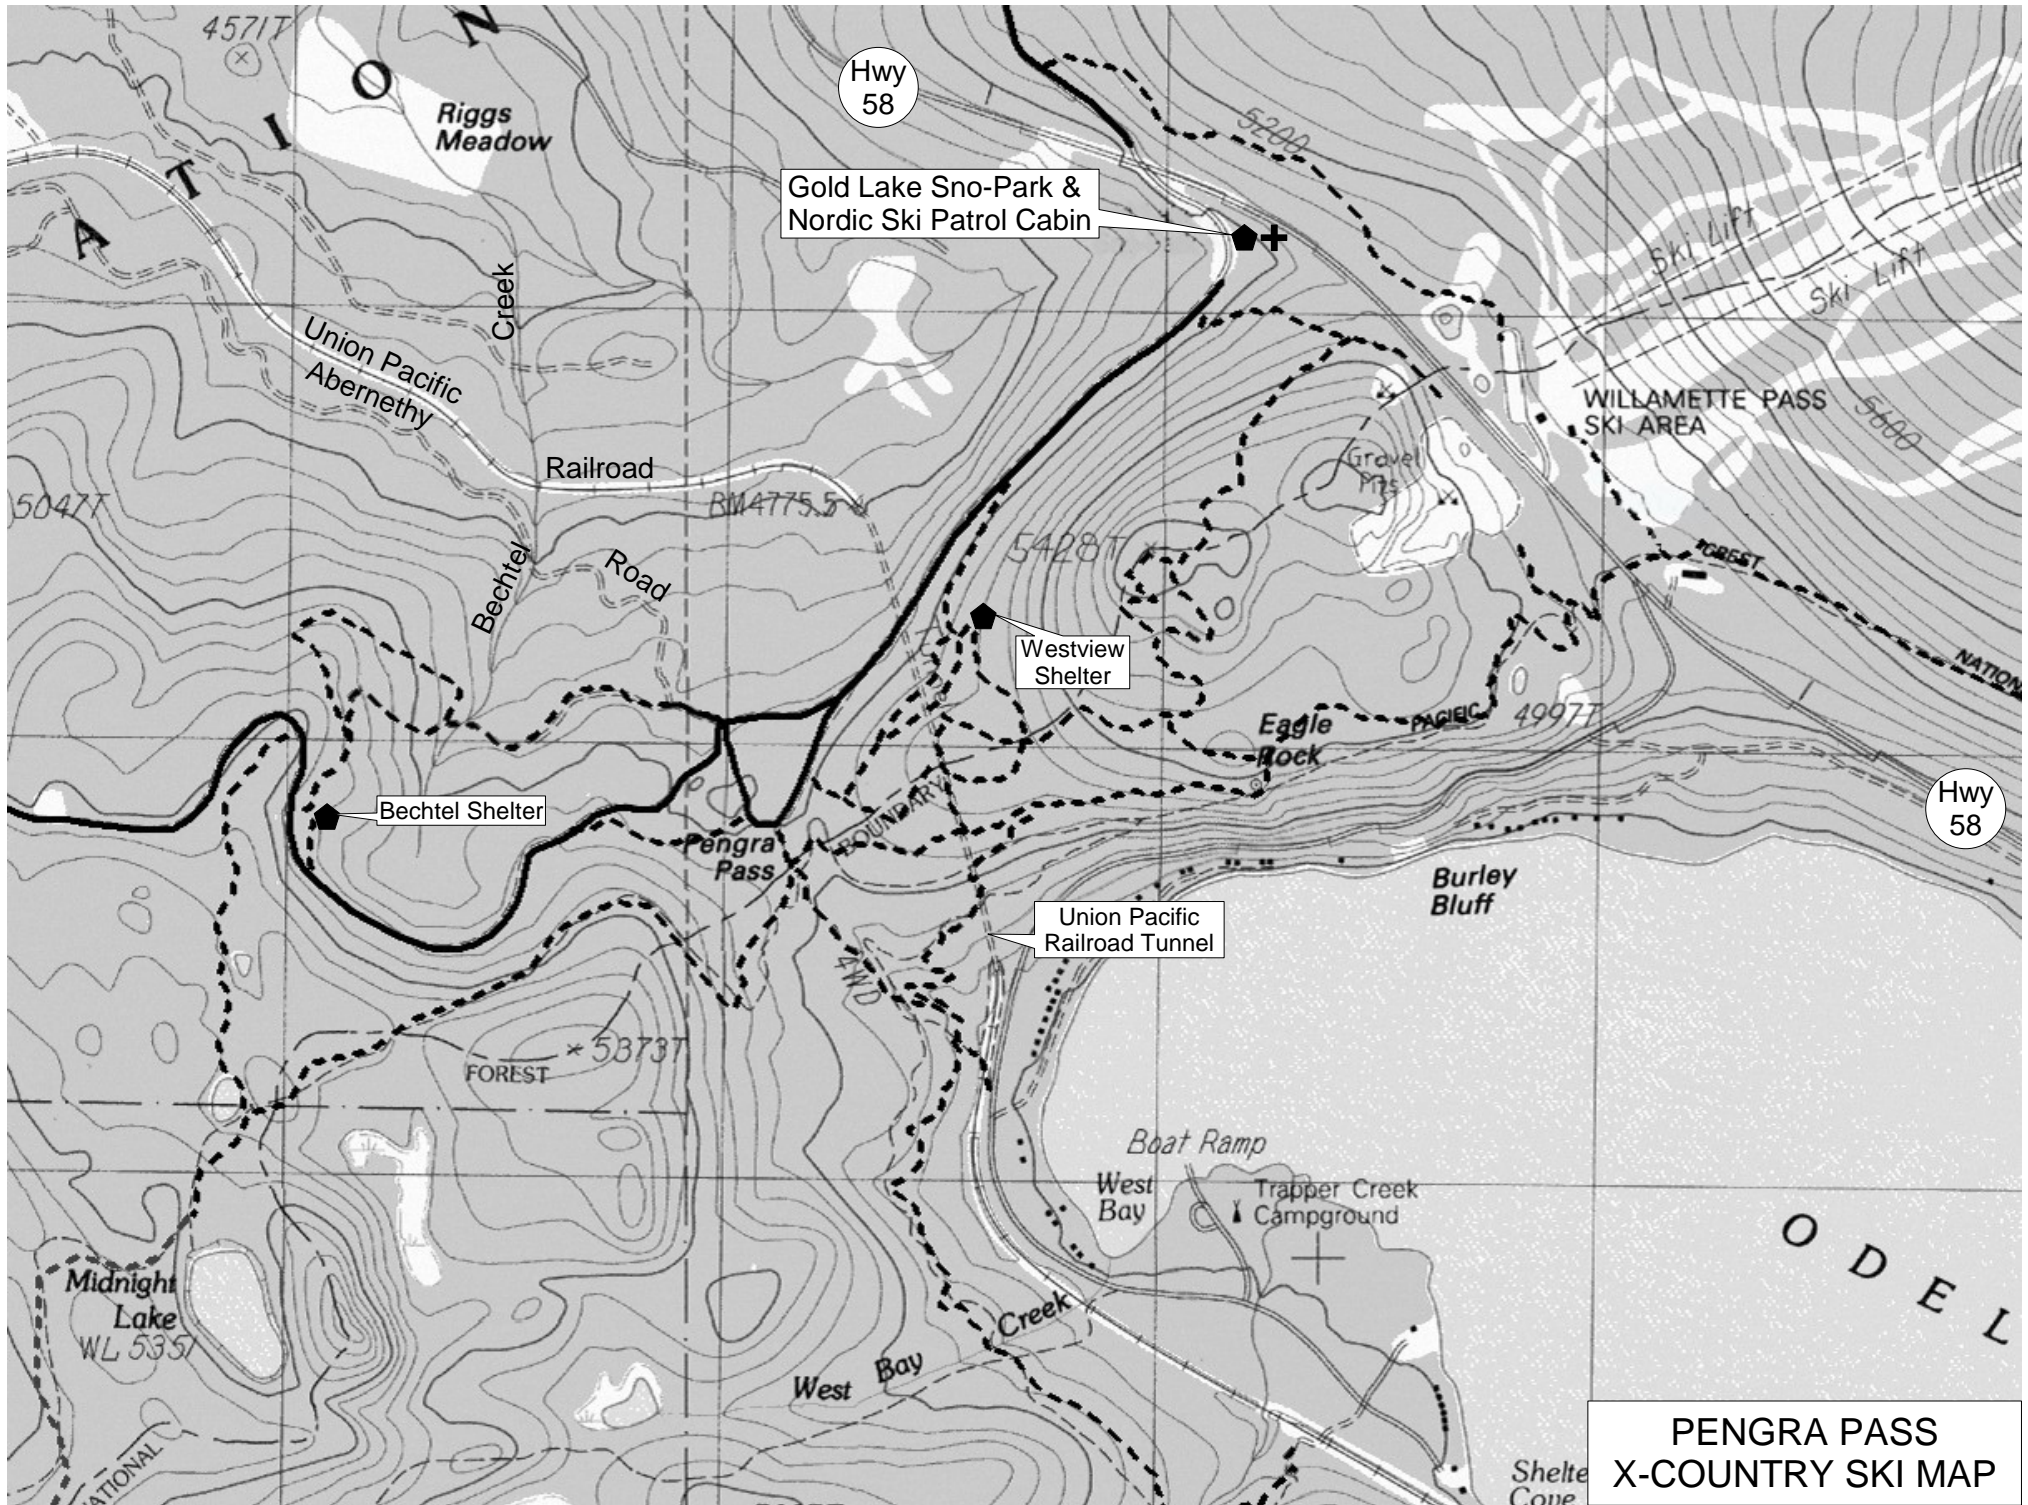 4571T
N
O
I
T
A
Riggs
Meadow
Hwy
58
5200
Gold Lake Sno-Park &
Nordic Ski Patrol Cabin
Ski Lift
Ski Lift
Creek
Union Pacific
Abernethy
Railroad
BM4775.5
5047T
WILLAMETTE PASS
SKI AREA
5600
Gravel
Pits
5428T
Bechtel
Road
CREST
NATION
Westview
Shelter
Eagle
Rock
PACIFIC
4997T
Bechtel Shelter
BOUNDARY
Hwy
58
Pengra
Pass
Burley
Bluff
Union Pacific
Railroad Tunnel
4WD
5373T
FOREST
Boat Ramp
West
Bay
Trapper Creek
Campground
O D E L
Midnight
Lake
WL 5357
Creek
West Bay
NATIONAL
PENGRA PASS
X-COUNTRY SKI MAP
Shelte
Cove